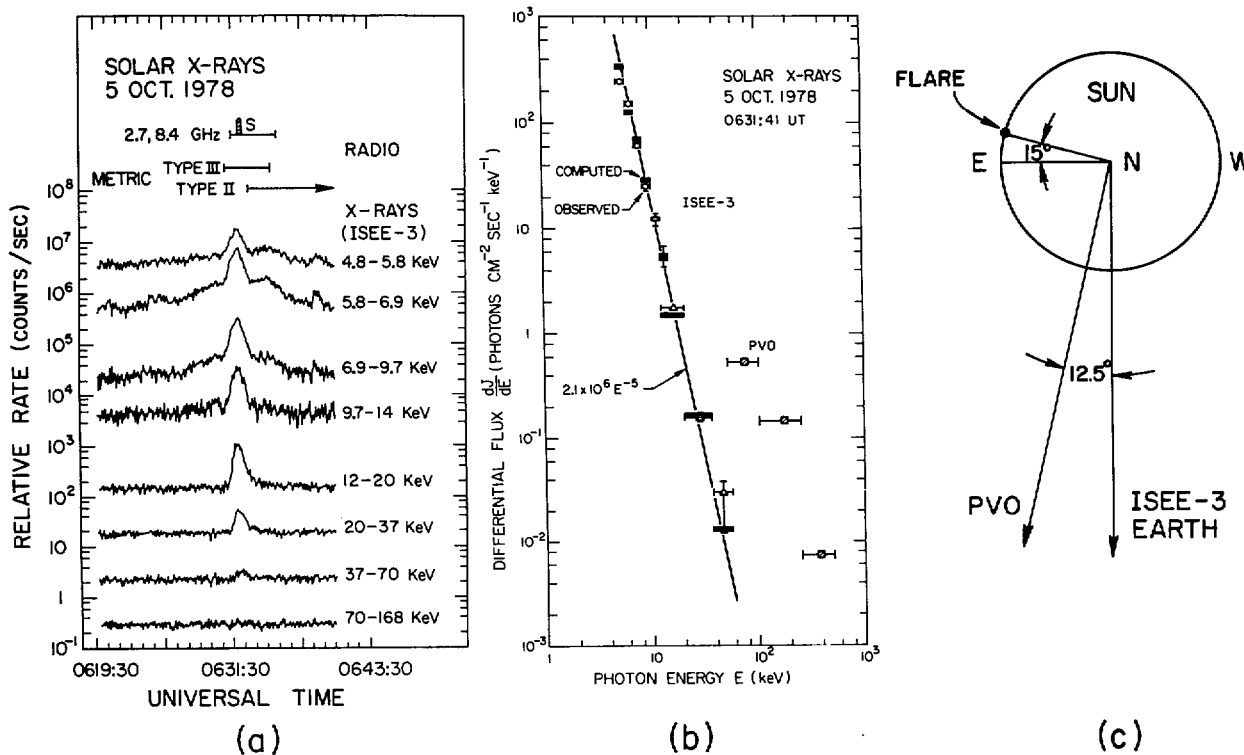 SOLAR X-RAYS
5 OCT. 1978
2.7, 8.4 GHz
S
RADIO
METRIC
TYPE III
TYPE II
X-RAYS
(ISEE-3)
4.8-5.8 KeV
5.8-6.9 KeV
6.9-9.7 KeV
9.7-14 KeV
12-20 KeV
20-37 KeV
37-70 KeV
70-168 KeV
RELATIVE RATE (COUNTS/SEC)
10^8
10^7
10^6
10^5
10^4
10^3
10^2
10
1
10^-1
0619:30 0631:30 0643:30
UNIVERSAL TIME
(a)
DIFFERENTIAL FLUX dJ/dE (PHOTONS CM^-2 SEC^-1 keV^-1)
10^3
10^2
10
1
10^-1
10^-2
10^-3
SOLAR X-RAYS
5 OCT. 1978
0631:41 UT
COMPUTED
OBSERVED
ISEE-3
PVO
2.1x10^6 E^-5
1 10 10^2 10^3
PHOTON ENERGY E (keV)
(b)
FLARE
SUN
E
15°
N
W
12.5°
PVO
ISEE-3
EARTH
(c)